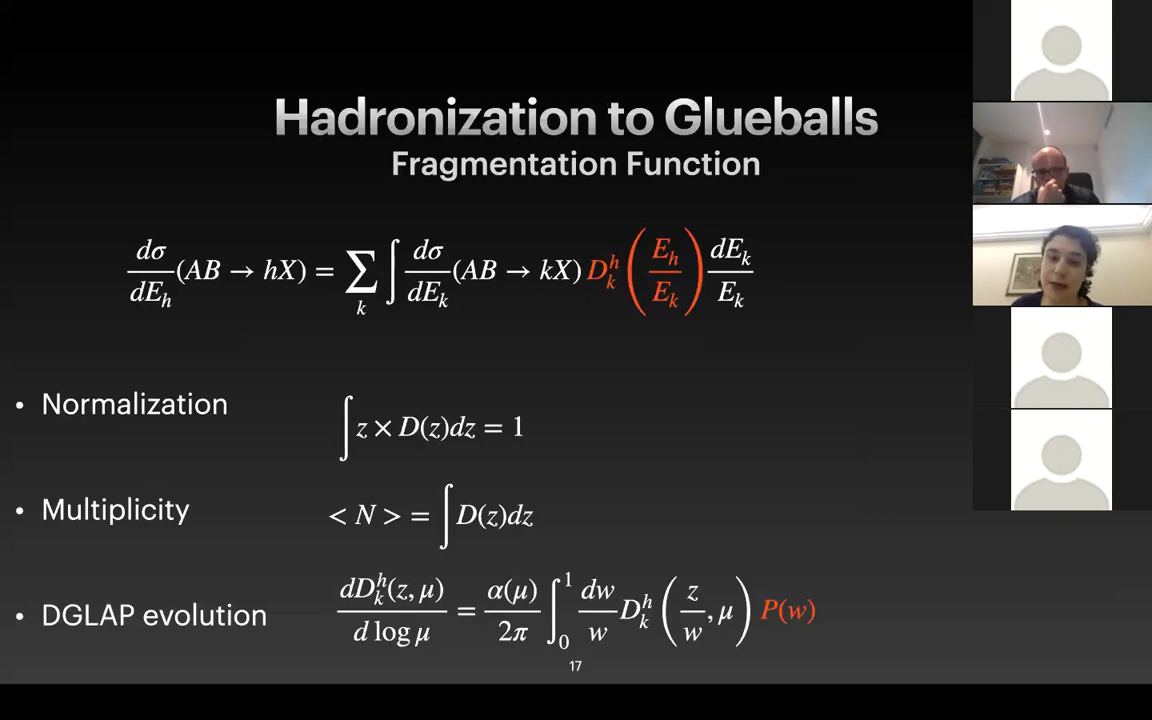 Hadronization to Glueballs
Fragmentation Function
dσ/dE_h (AB → hX) = ∑_k ∫ dσ/dE_k (AB → kX) D_k^h (E_h/E_k) dE_k/E_k
• Normalization ∫ z × D(z)dz = 1
• Multiplicity < N > = ∫ D(z)dz
• DGLAP evolution dD_k^h(z, μ)/d log μ = α(μ)/2π ∫_0^1 dw/w D_k^h (z/w, μ) P(w)
17